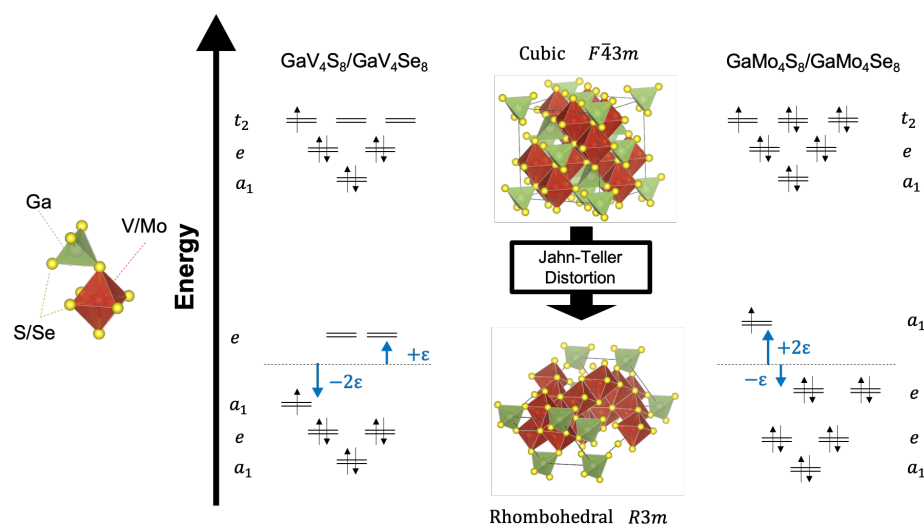 GaV₄S₈/GaV₄Se₈
Cubic F4̅3m
GaMo₄S₈/GaMo₄Se₈
t₂
e
a₁
t₂
e
a₁
Ga
V/Mo
S/Se
Energy
Jahn-Teller
Distortion
e
+ε
−2ε
a₁
e
a₁
a₁
+2ε
−ε
e
e
a₁
Rhombohedral R3m